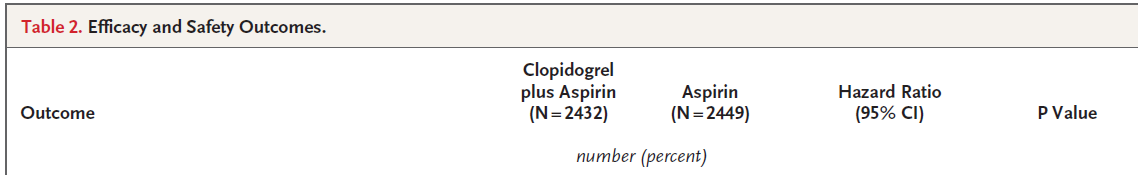 Table 2. Efficacy and Safety Outcomes.
Outcome
Clopidogrel
plus Aspirin
(N=2432)
Aspirin
(N=2449)
Hazard Ratio
(95% CI)
P Value
number (percent)